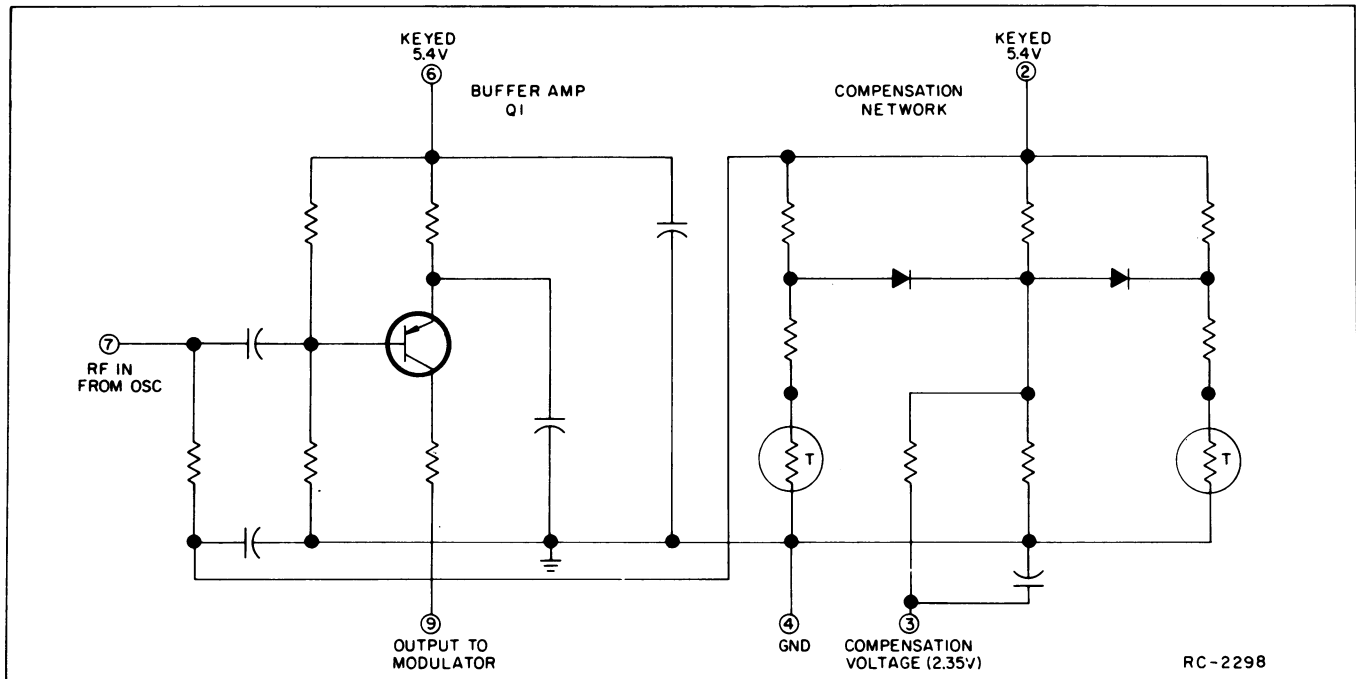 KEYED
5.4V
⑥
BUFFER AMP
Q1
COMPENSATION
NETWORK
KEYED
5.4V
②
⑦
RF IN
FROM OSC
T
T
⑨
OUTPUT TO
MODULATOR
④
GND
③
COMPENSATION
VOLTAGE (2.35V)
RC-2298